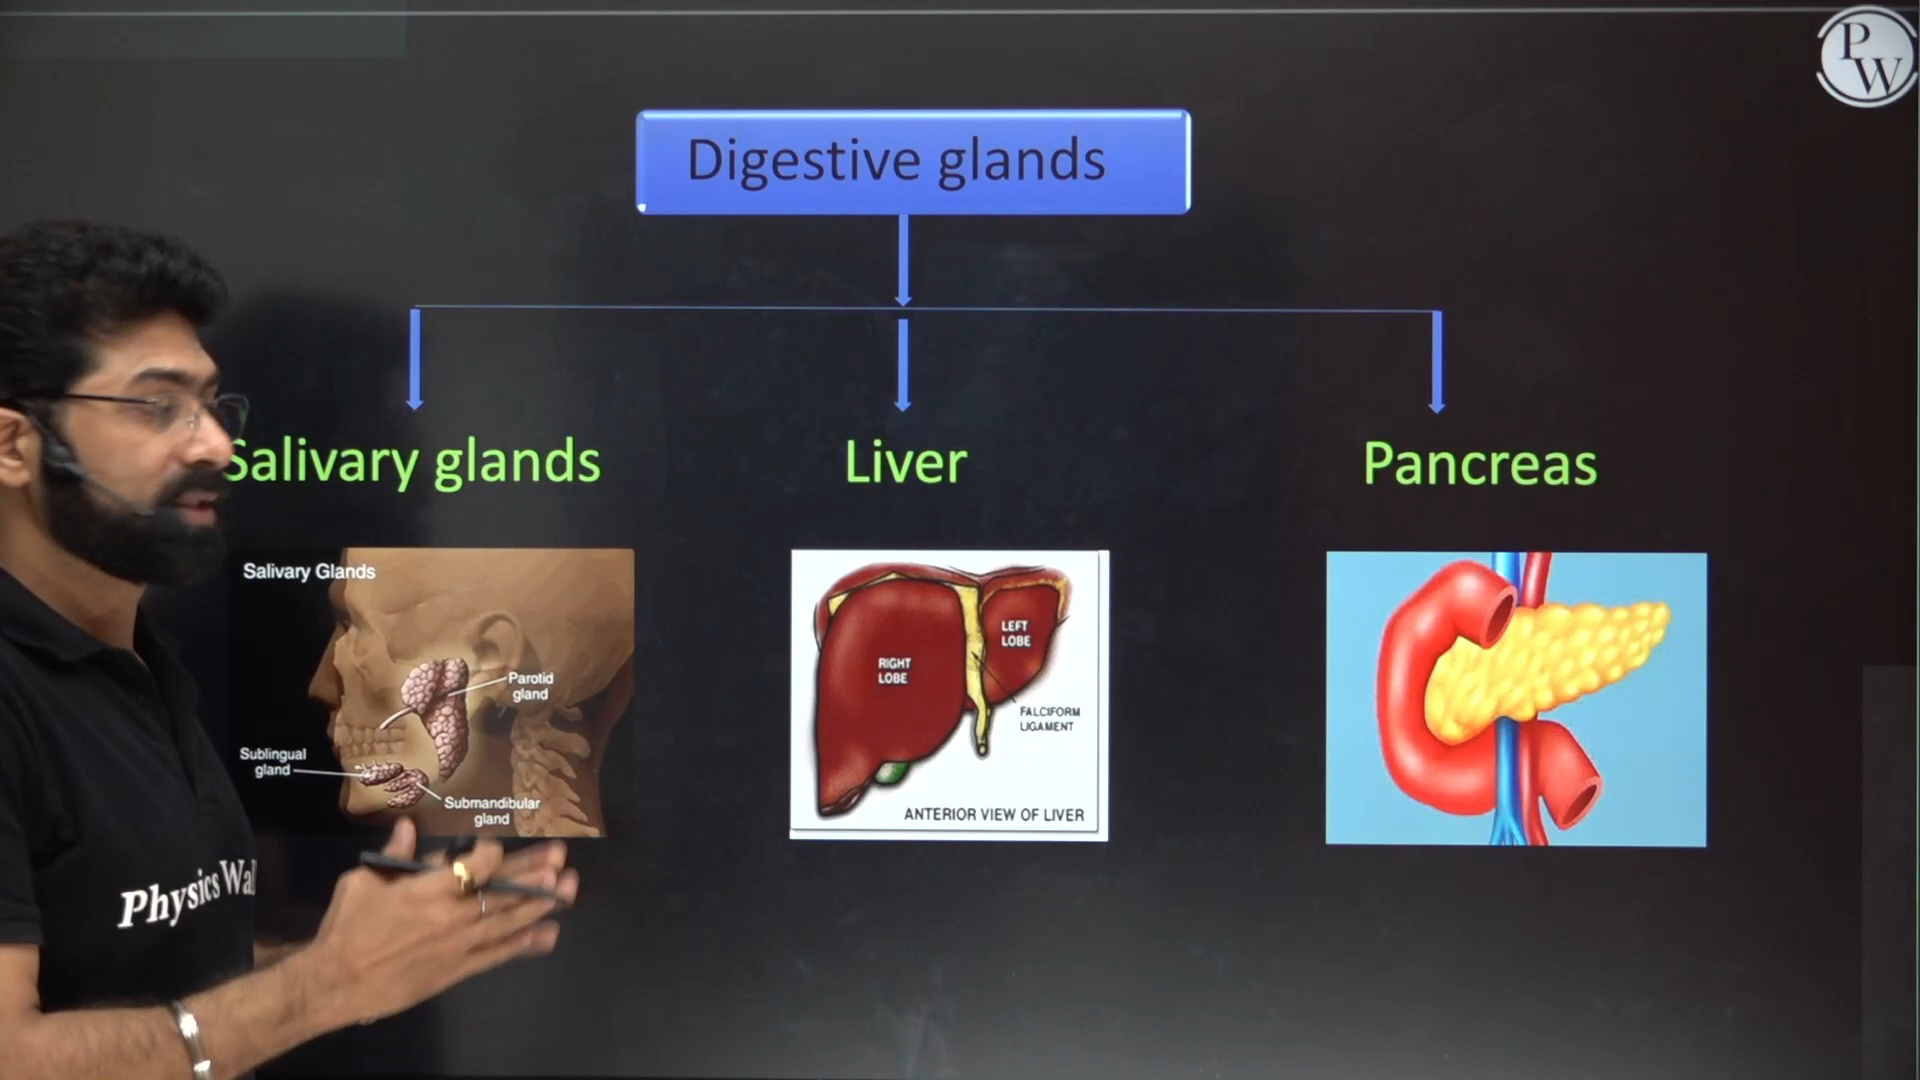 P
W
Digestive glands
Salivary glands
Liver
Pancreas
Salivary Glands
Parotid
gland
Sublingual
gland
Submandibular
gland
RIGHT
LOBE
LEFT
LOBE
FALCIFORM
LIGAMENT
ANTERIOR VIEW OF LIVER
Physics Wal